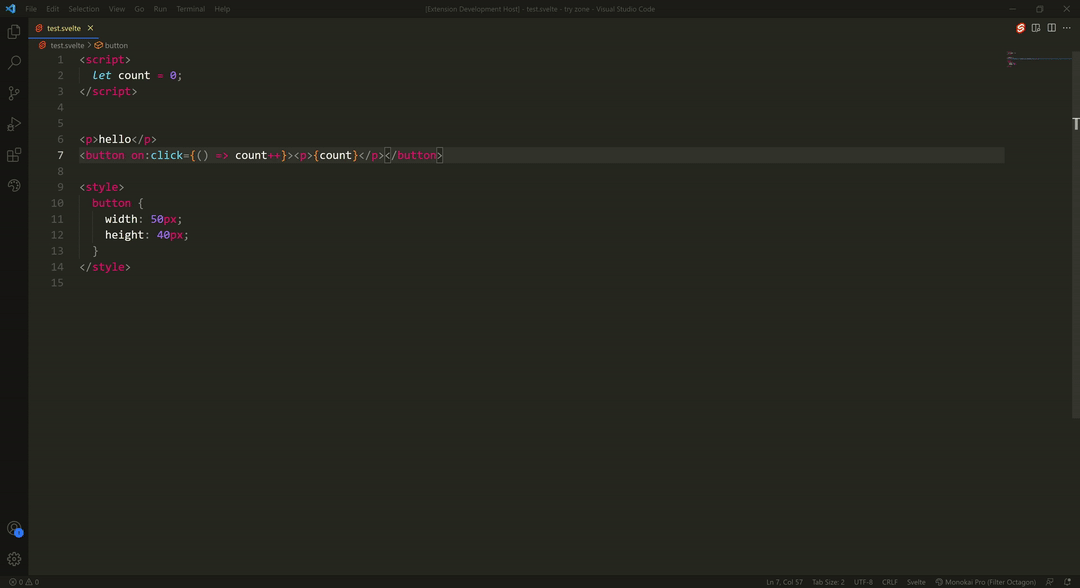 File Edit Selection View Go Run Terminal Help [Extension Development Host] - test.svelte - try zone - Visual Studio Code
test.svelte
test.svelte > button
1 <script>
2 let count = 0;
3 </script>
4
5
6 <p>hello</p>
7 <button on:click={() => count++}><p>{count}</p></button>
8
9 <style>
10 button {
11 width: 50px;
12 height: 40px;
13 }
14 </style>
15
T
1
0 0 Ln 7, Col 57 Tab Size: 2 UTF-8 CRLF Svelte Monokai Pro (Filter Octagon)